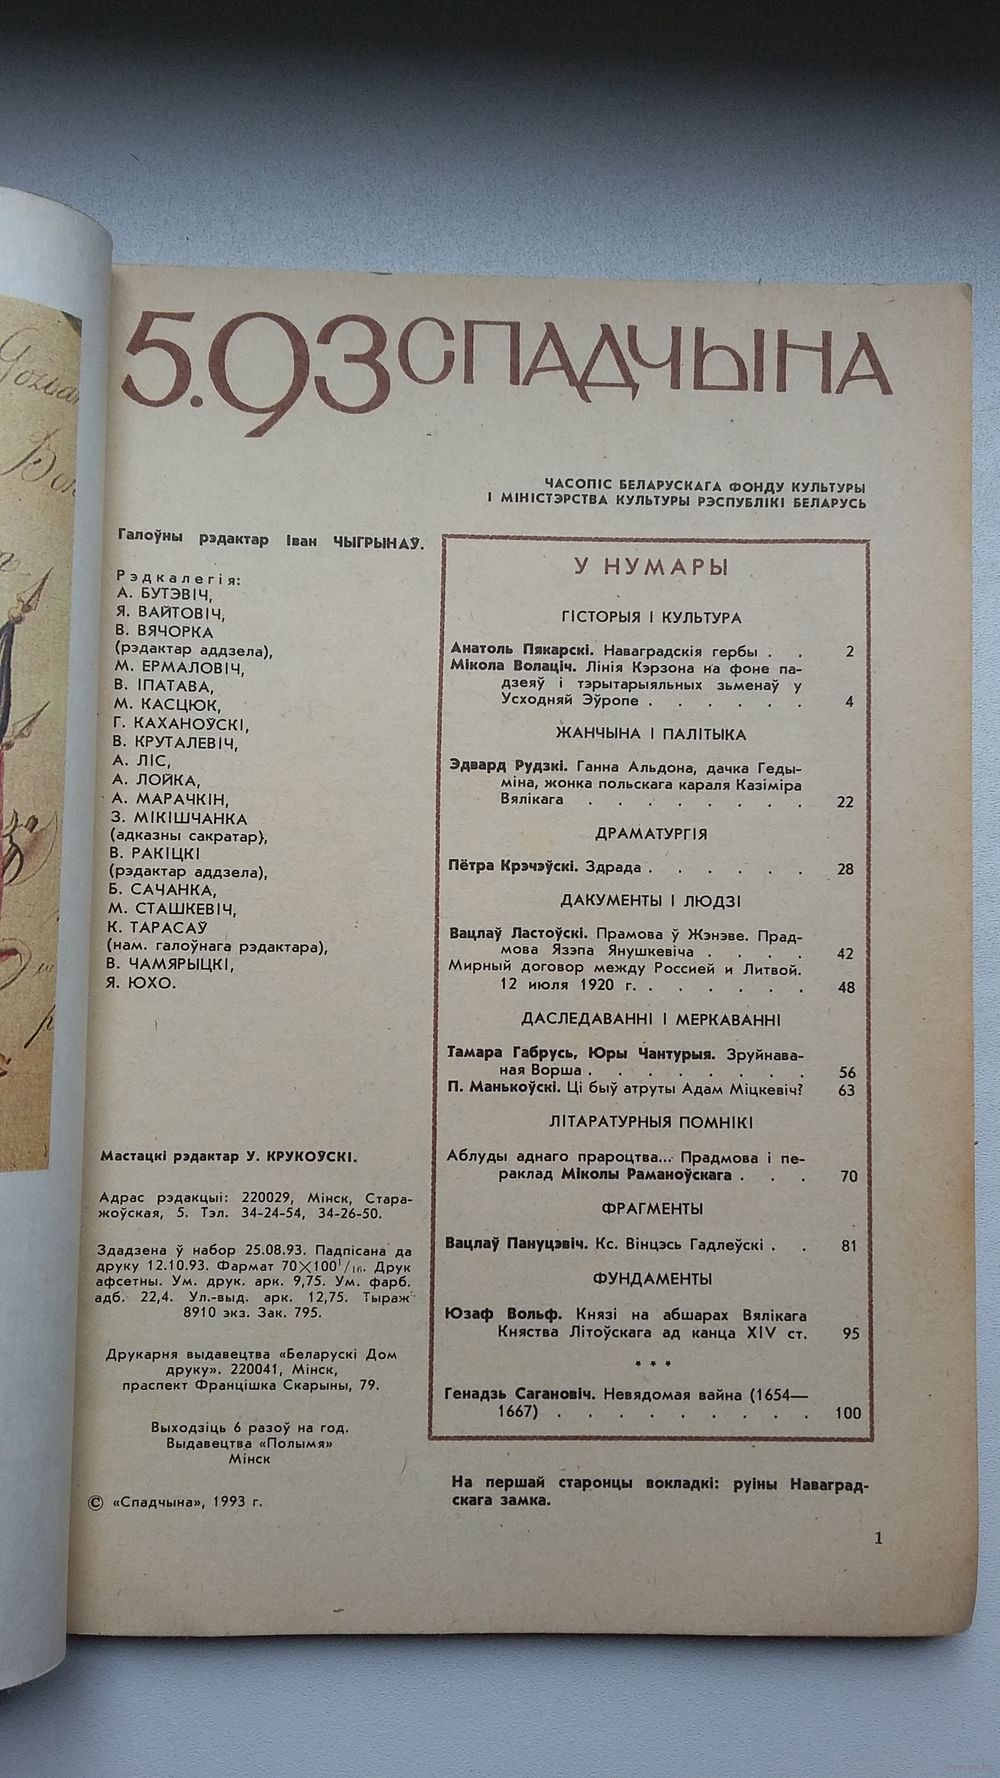 5.93 СПАДЧЫНА
ЧАСОПІС БЕЛАРУСКАГА ФОНДУ КУЛЬТУРЫ
І МІНІСТЭРСТВА КУЛЬТУРЫ РЭСПУБЛІКІ БЕЛАРУСЬ
Галоўны рэдактар Іван ЧЫГРЫНАЎ.
Рэдкалегія:
А. БУТЭВІЧ,
Я. ВАЙТОВІЧ,
В. ВЯЧОРКА
(рэдактар аддзела),
М. ЕРМАЛОВІЧ,
В. ІПАТАВА,
М. КАСЦЮК,
Г. КАХАНОЎСКІ,
В. КРУТАЛЕВІЧ,
А. ЛІС,
А. ЛОЙКА,
А. МАРАЧКІН,
З. МІКІШЧАНКА
(адказны сакратар),
В. РАКІЦКІ
(рэдактар аддзела),
Б. САЧАНКА,
М. СТАШКЕВІЧ,
К. ТАРАСАЎ
(нам. галоўнага рэдактара),
В. ЧАМЯРЫЦКІ,
Я. ЮХО.
Мастацкі рэдактар У. КРУКОЎСКІ.
Адрас рэдакцыі: 220029, Мінск, Стара-
жоўская, 5. Тэл. 34-24-54, 34-26-50.
Здадзена ў набор 25.08.93. Падпісана да
друку 12.10.93. Фармат 70×100¹/₁₆. Друк
афсетны. Ум. друк. арк. 9,75. Ум. фарб.
адб. 22,4. Ул.-выд. арк. 12,75. Тыраж
8910 экз. Зак. 795.
Друкарня выдавецтва «Беларускі Дом
друку». 220041, Мінск,
праспект Францішка Скарыны, 79.
Выходзіць 6 разоў на год.
Выдавецтва «Полымя»
Мінск
© «Спадчына», 1993 г.
У НУМАРЫ
ГІСТОРЫЯ І КУЛЬТУРА
Анатоль Пякарскі. Наваградскія гербы . . 2
Мікола Волаціч. Лінія Кэрзона на фоне па-
дзеяў і тэрытарыяльных зьменаў у
Усходняй Эўропе . . . . . . 4
ЖАНЧЫНА І ПАЛІТЫКА
Эдвард Рудзкі. Ганна Альдона, дачка Геды-
міна, жонка польскага караля Казіміра
Вялікага . . . . . . . . 22
ДРАМАТУРГІЯ
Пётра Крэчэўскі. Здрада . . . . . . 28
ДАКУМЕНТЫ І ЛЮДЗІ
Вацлаў Ластоўскі. Прамова ў Жэнэве. Прад-
мова Язэпа Янушкевіча . . . . 42
Мирный договор между Россией и Литвой.
12 июля 1920 г. . . . . . . 48
ДАСЛЕДАВАННІ І МЕРКАВАННІ
Тамара Габрусь, Юры Чантурыя. Зруйнава-
ная Ворша . . . . . . . . 56
П. Манькоўскі. Ці быў атруты Адам Міцкевіч? 63
ЛІТАРАТУРНЫЯ ПОМНІКІ
Аблуды аднаго прароцтва... Прадмова і пе-
раклад Міколы Раманоўскага . . . 70
ФРАГМЕНТЫ
Вацлаў Пануцэвіч. Кс. Вінцэсь Гадлеўскі . . 81
ФУНДАМЕНТЫ
Юзаф Вольф. Князі на абшарах Вялікага
Княства Літоўскага ад канца XIV ст. 95
* * *
Генадзь Сагановіч. Невядомая вайна (1654—
1667) . . . . . . . . . 100
На першай старонцы вокладкі: руіны Наваград-
скага замка.
1